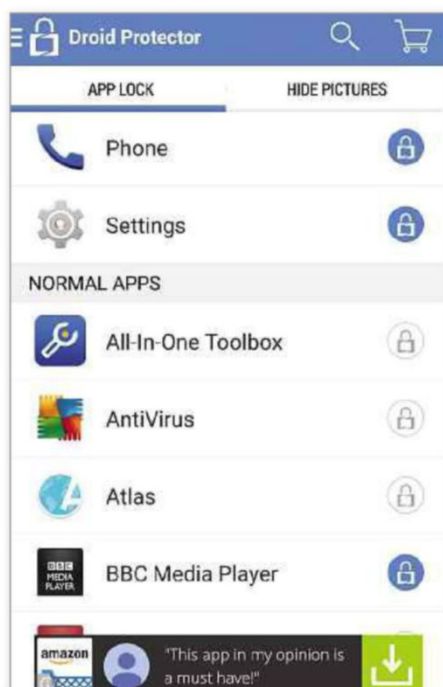 Droid Protector
APP LOCK HIDE PICTURES
Phone
Settings
NORMAL APPS
All-In-One Toolbox
AntiVirus
Atlas
BBC
MEDIA
PLAYER
BBC Media Player
amazon
"This app in my opinion is
a must have!"